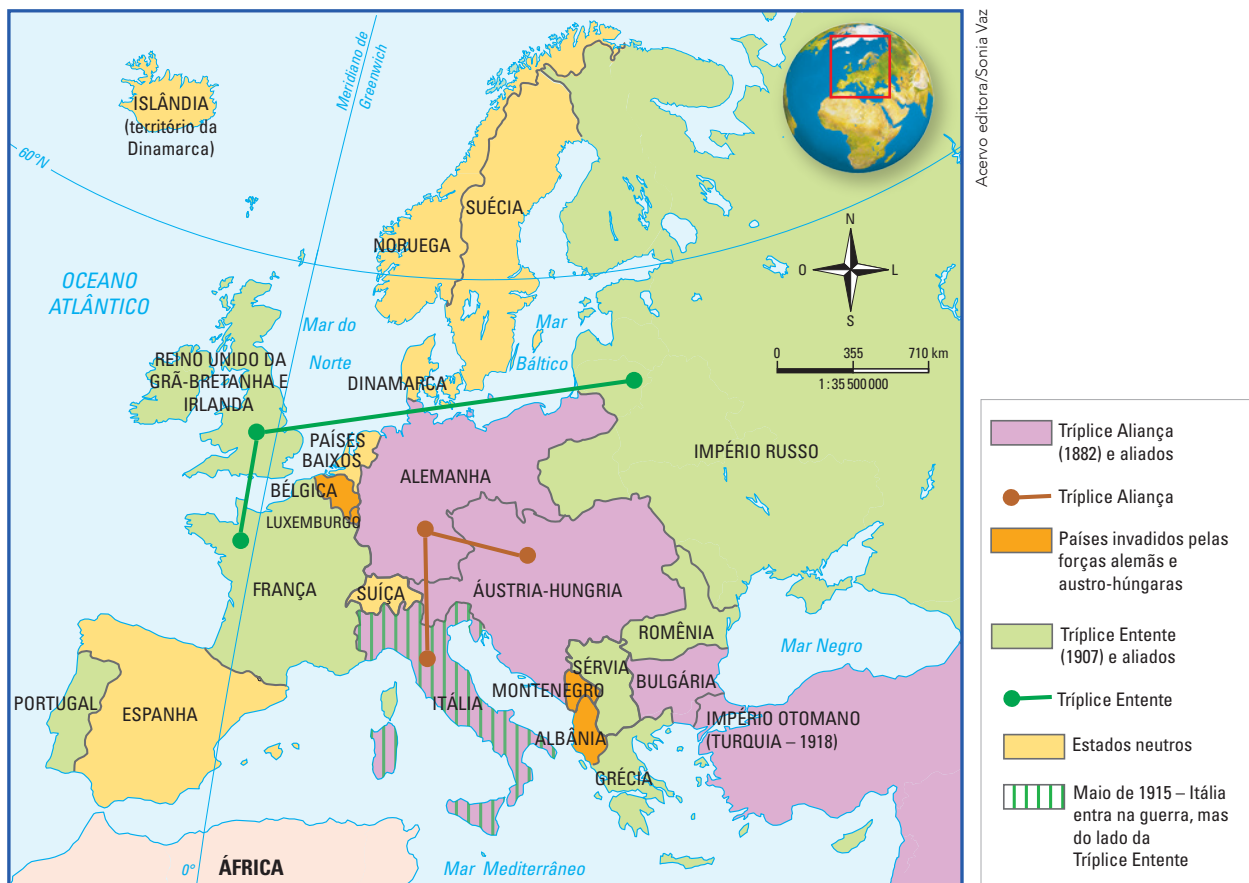 Acervo editora/Sonia Vaz
ISLÂNDIA
(território da
Dinamarca)
Meridiano de
Greenwich
60°N
SUÉCIA
NORUEGA
N
O
L
S
OCEANO
ATLÂNTICO
Mar do
Norte
Mar
Báltico
0
355
710 km
1 : 35 500 000
REINO UNIDO DA
GRÃ-BRETANHA E
IRLANDA
DINAMARCA
PAÍSES
BAIXOS
IMPÉRIO RUSSO
ALEMANHA
BÉLGICA
LUXEMBURGO
FRANÇA
SUÍÇA
ÁUSTRIA-HUNGRIA
ROMÊNIA
Mar Negro
SÉRVIA
PORTUGAL
ESPANHA
ITÁLIA
MONTENEGRO
BULGÁRIA
IMPÉRIO OTOMANO
(TURQUIA – 1918)
ALBÂNIA
GRÉCIA
0°
ÁFRICA
Mar Mediterrâneo
Tríplice Aliança
(1882) e aliados
Tríplice Aliança
Países invadidos pelas
forças alemãs e
austro-húngaras
Tríplice Entente
(1907) e aliados
Tríplice Entente
Estados neutros
Maio de 1915 – Itália
entra na guerra, mas
do lado da
Tríplice Entente